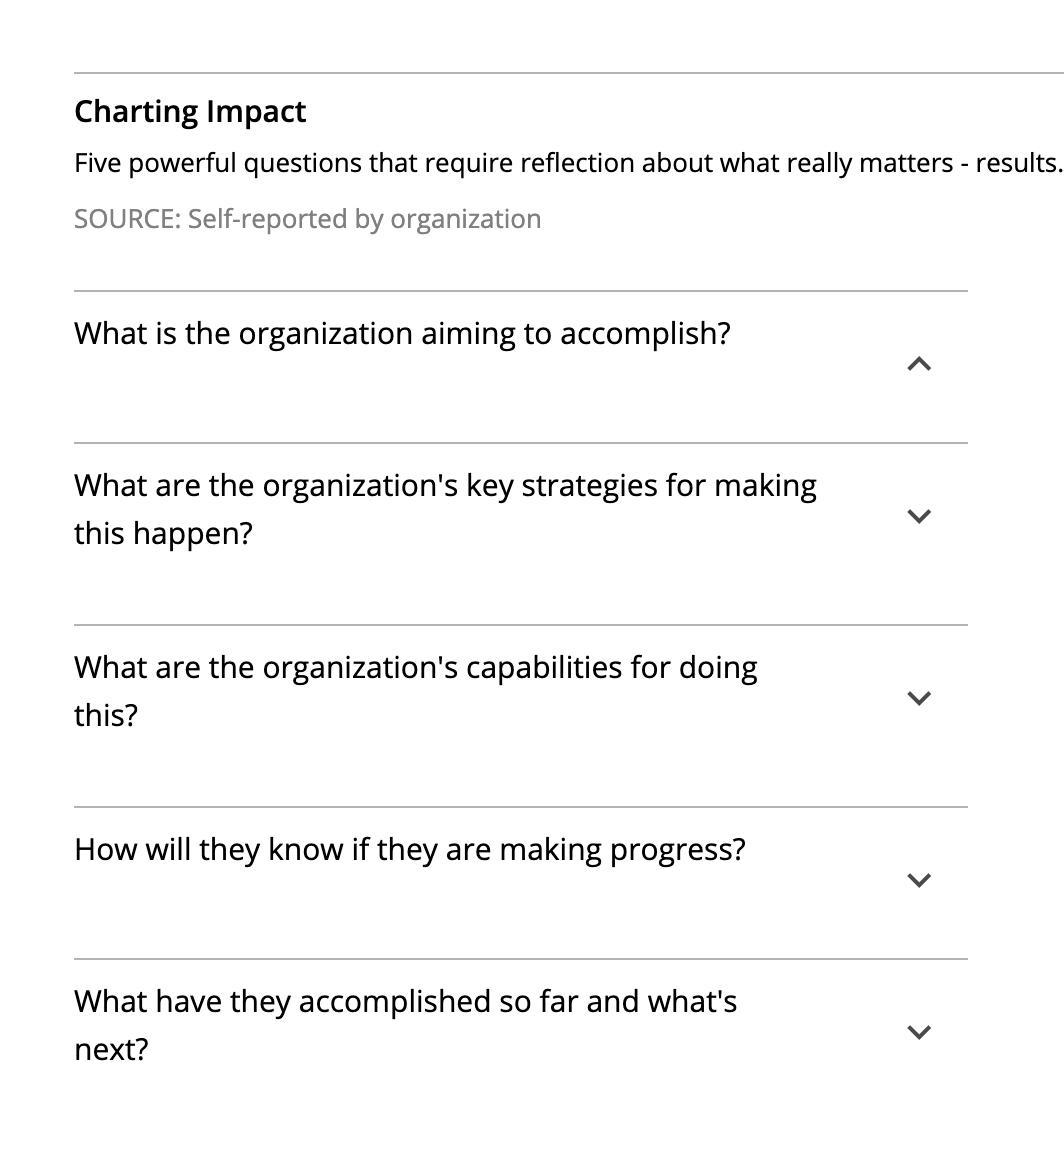 Charting Impact
Five powerful questions that require reflection about what really matters - results.
SOURCE: Self-reported by organization
What is the organization aiming to accomplish?
What are the organization's key strategies for making
this happen?
What are the organization's capabilities for doing
this?
How will they know if they are making progress?
What have they accomplished so far and what's
next?